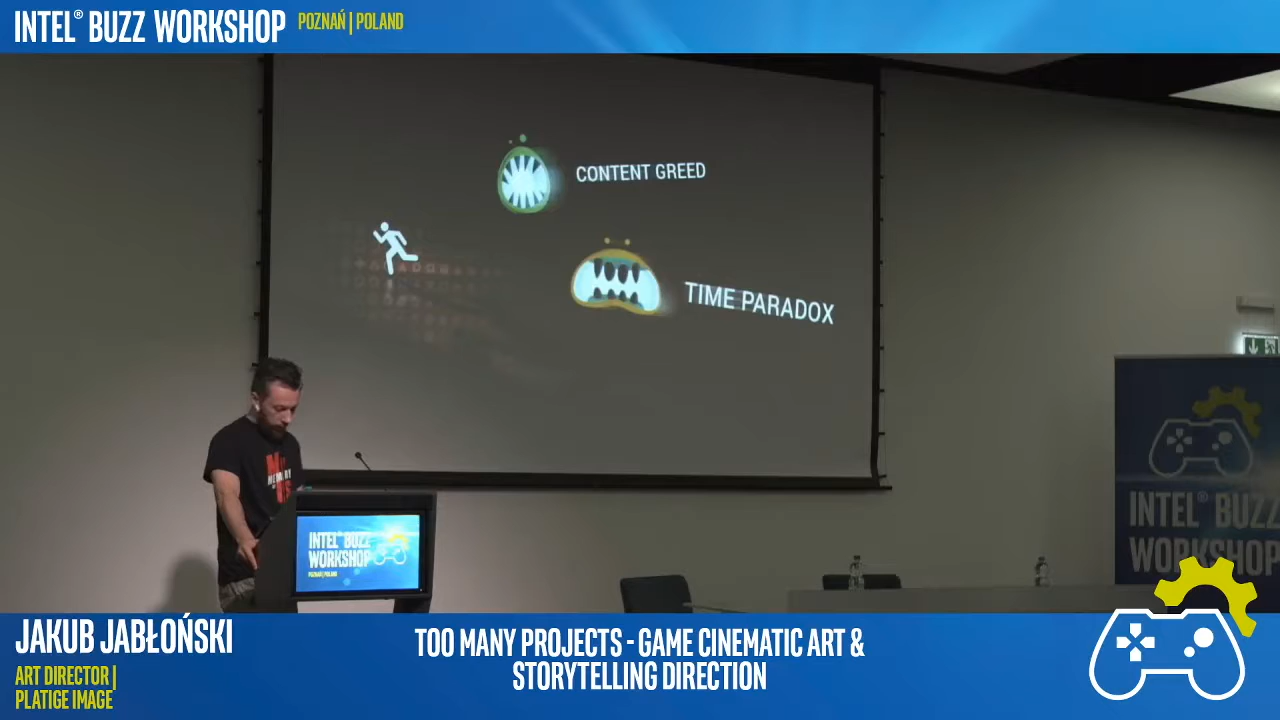 INTEL® BUZZ WORKSHOP
POZNAŃ | POLAND
CONTENT GREED
TIME PARADOX
INTEL® BUZZ
WORKSHOP
POZNAŃ | POLAND
INTEL® BUZZ
WORKSHOP
JAKUB JABŁOŃSKI
ART DIRECTOR |
PLATIGE IMAGE
TOO MANY PROJECTS - GAME CINEMATIC ART &
STORYTELLING DIRECTION